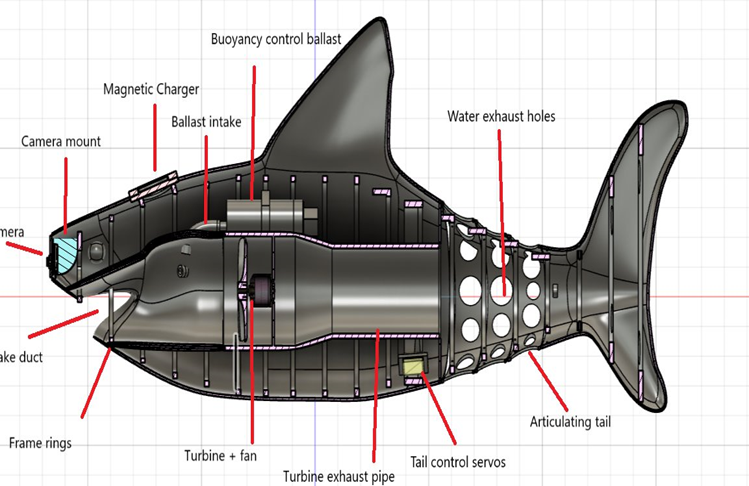 Buoyancy control ballast
Magnetic Charger
Ballast intake
Water exhaust holes
Camera mount
mera
ake duct
Articulating tail
Frame rings
Turbine + fan
Tail control servos
Turbine exhaust pipe